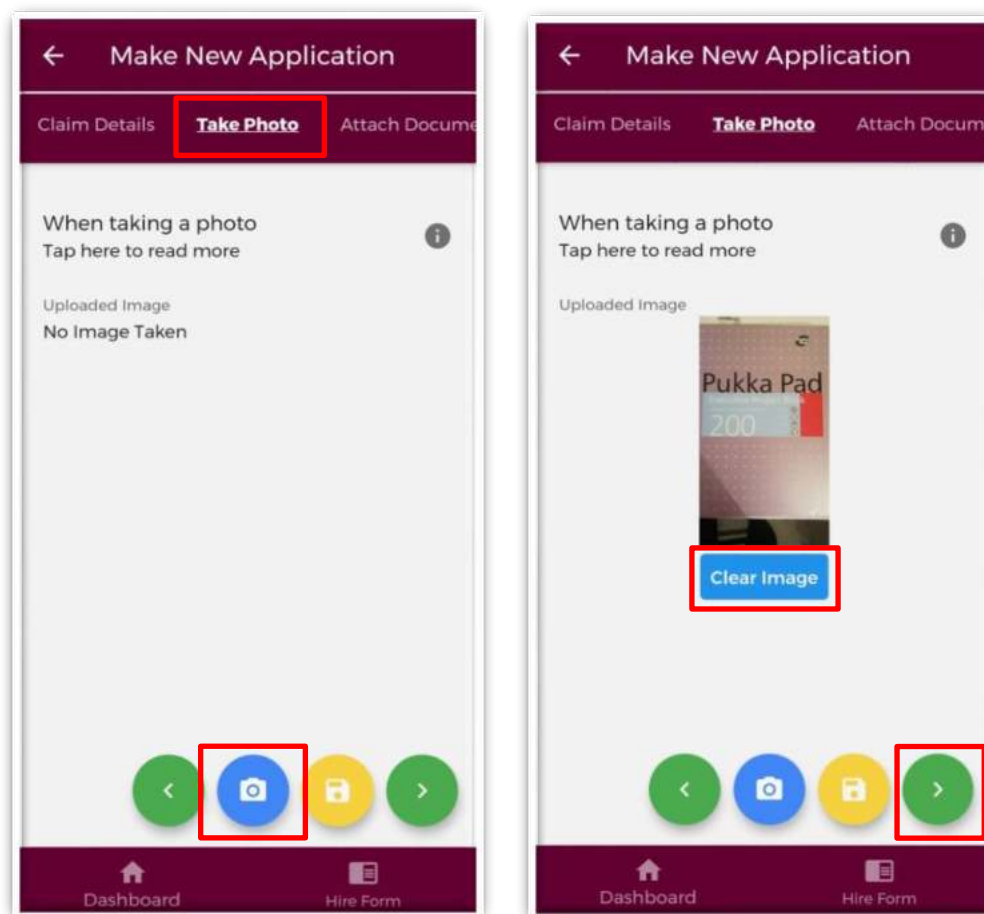 Make New Application
Claim Details Take Photo Attach Docume
When taking a photo
Tap here to read more
Uploaded Image
No Image Taken
Dashboard Hire Form
Make New Application
Claim Details Take Photo Attach Docum
When taking a photo
Tap here to read more
Uploaded Image
Pukka Pad
200
Clear Image
Dashboard Hire Form